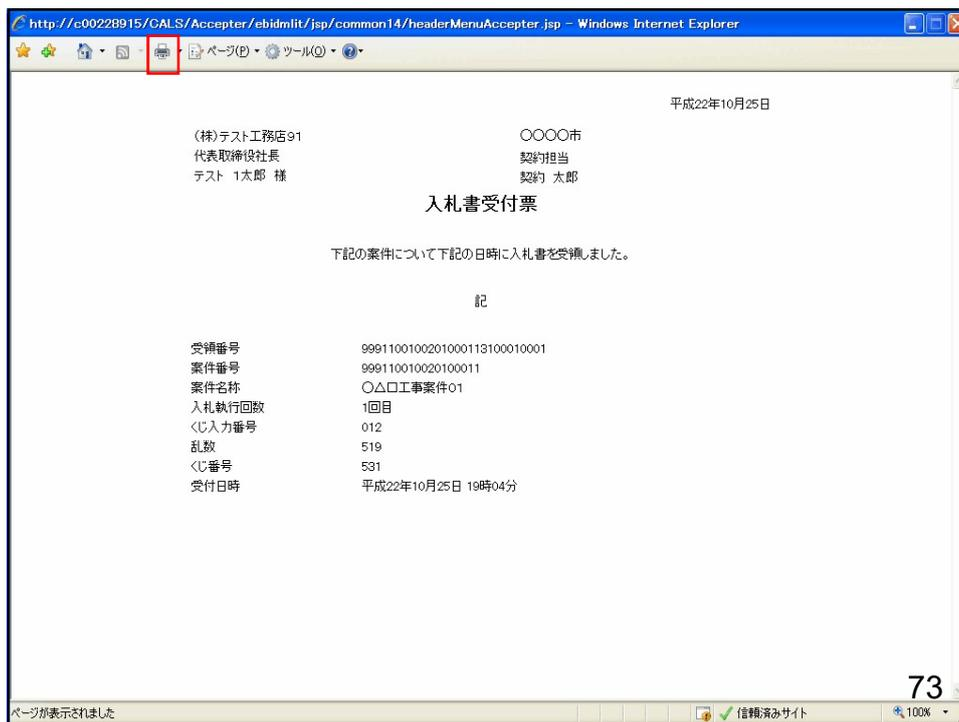 http://c00228915/CALS/Accepter/ebidmlit/jsp/common14/headerMenuAccepter.jsp - Windows Internet Explorer
ページ(P) ツール(O)
平成22年10月25日
(株)テスト工務店91 〇〇〇〇市
代表取締役社長 契約担当
テスト 1太郎 様 契約 太郎
入札書受付票
下記の案件について下記の日時に入札書を受領しました。
記
受領番号 9991100100201000113100010001
案件番号 999110010020100011
案件名称 〇△口工事案件01
入札執行回数 1回目
くじ入力番号 012
乱数 519
くじ番号 531
受付日時 平成22年10月25日 19時04分
73
ページが表示されました 信頼済みサイト 100%